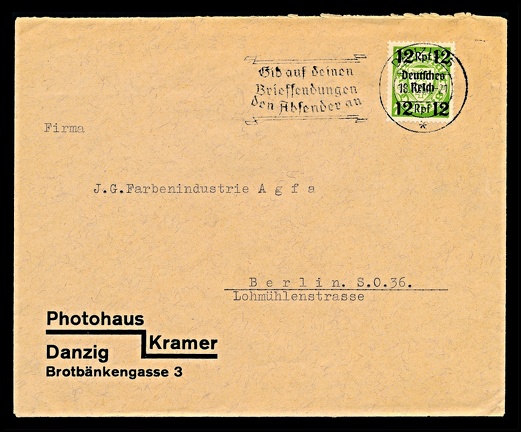 Gib auf deinen
Briefsendungen
den Absender an
12 Rpf 12
Deutsches
Reich
12 Rpf 12
Firma
J.G.Farbenindustrie A g f a
B e r l i n. S.O.36.
Lohmühlenstrasse
Photohaus
Kramer
Danzig
Brotbänkengasse 3